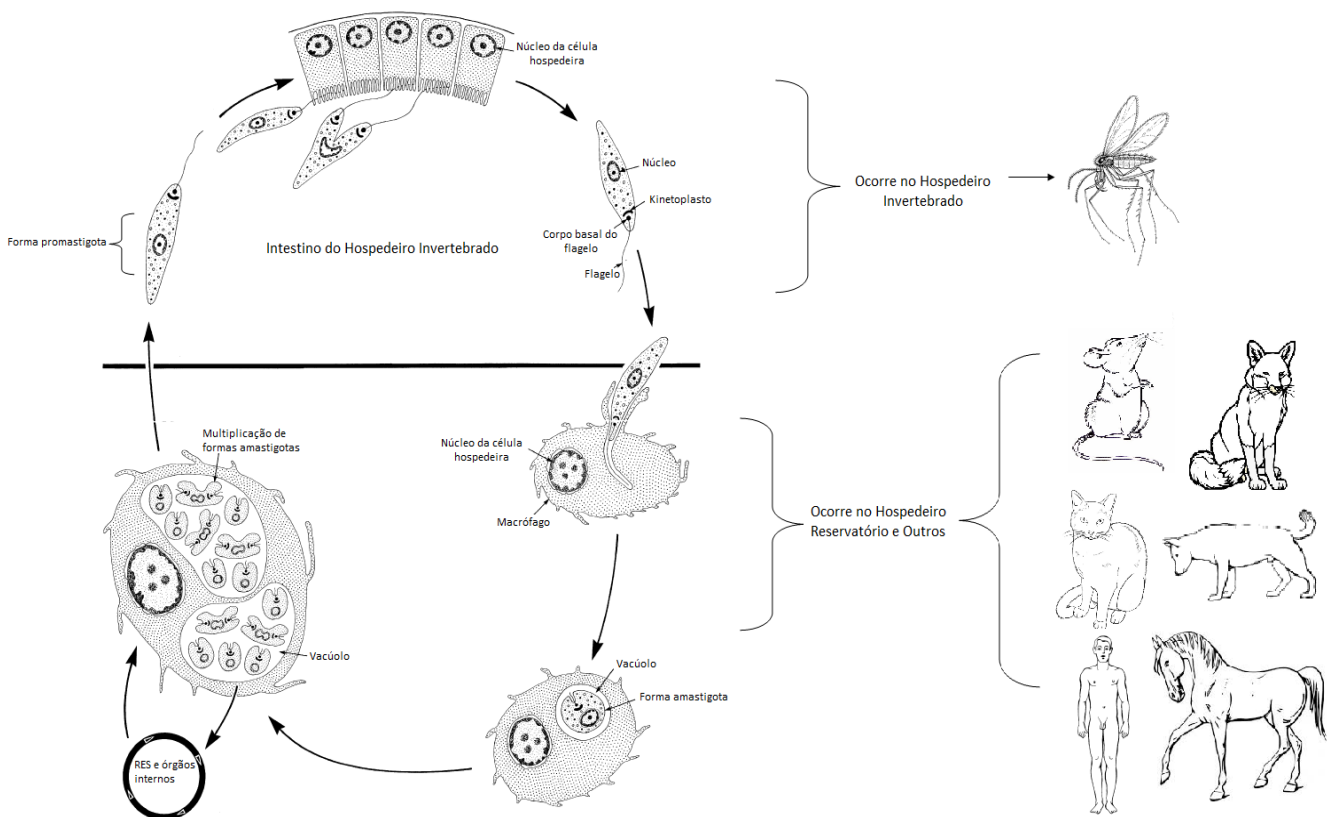 Núcleo da célula
hospedeira
Núcleo
Kinetoplasto
Corpo basal do
flagelo
Flagelo
Forma promastigota
Intestino do Hospedeiro Invertebrado
Ocorre no Hospedeiro
Invertebrado
Multiplicação de
formas amastigotas
Núcleo da célula
hospedeira
Macrófago
Ocorre no Hospedeiro
Reservatório e Outros
Vacúolo
Vacúolo
Forma amastigota
RES e órgãos
internos